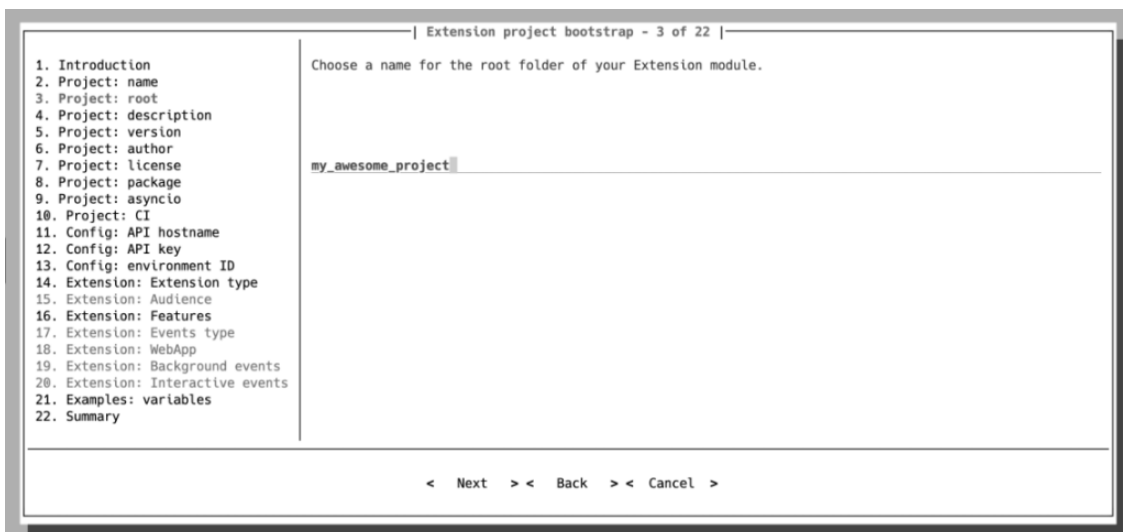 Extension project bootstrap - 3 of 22
1. Introduction
2. Project: name
3. Project: root
4. Project: description
5. Project: version
6. Project: author
7. Project: license
8. Project: package
9. Project: asyncio
10. Project: CI
11. Config: API hostname
12. Config: API key
13. Config: environment ID
14. Extension: Extension type
15. Extension: Audience
16. Extension: Features
17. Extension: Events type
18. Extension: WebApp
19. Extension: Background events
20. Extension: Interactive events
21. Examples: variables
22. Summary
Choose a name for the root folder of your Extension module.
my_awesome_project
< Next > < Back > < Cancel >